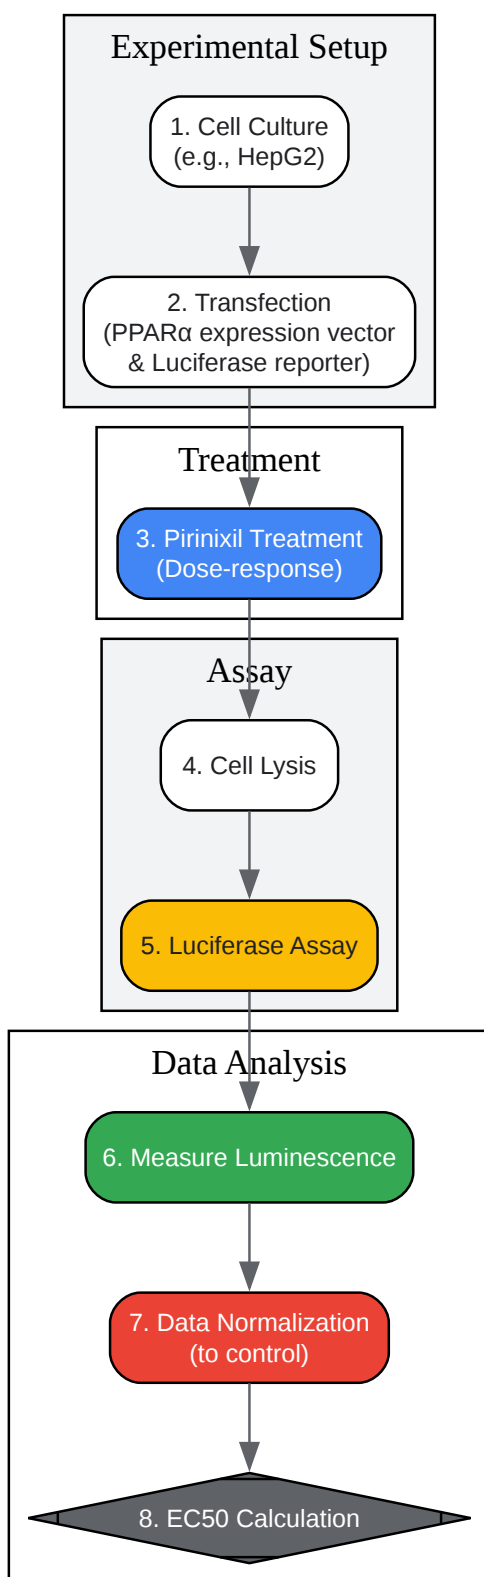 Experimental Setup
1. Cell Culture
(e.g., HepG2)
2. Transfection
(PPARα expression vector
& Luciferase reporter)
Treatment
3. Pirinixil Treatment
(Dose-response)
Assay
4. Cell Lysis
5. Luciferase Assay
Data Analysis
6. Measure Luminescence
7. Data Normalization
(to control)
8. EC50 Calculation